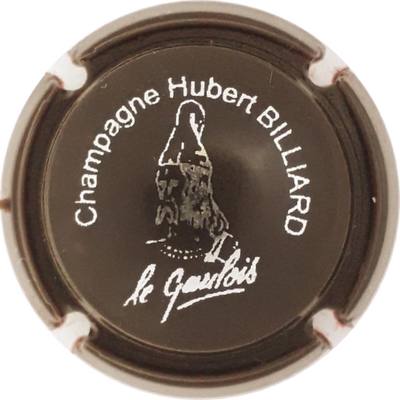 Champagne Hubert BILLIARD
le Gaulois